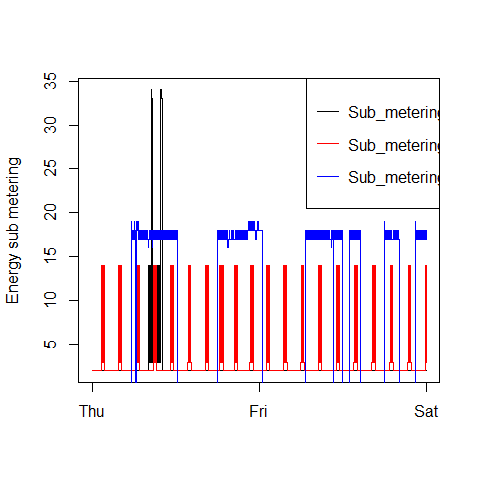 Energy sub metering
35
30
25
20
15
10
5
Sub_metering
Sub_metering
Sub_metering
Thu Fri Sat